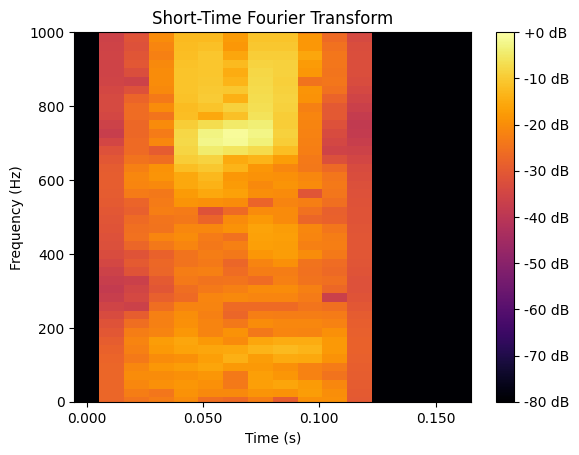 Short-Time Fourier Transform
1000
800
600
400
200
0
Frequency (Hz)
0.000
0.050
0.100
0.150
Time (s)
+0 dB
-10 dB
-20 dB
-30 dB
-40 dB
-50 dB
-60 dB
-70 dB
-80 dB